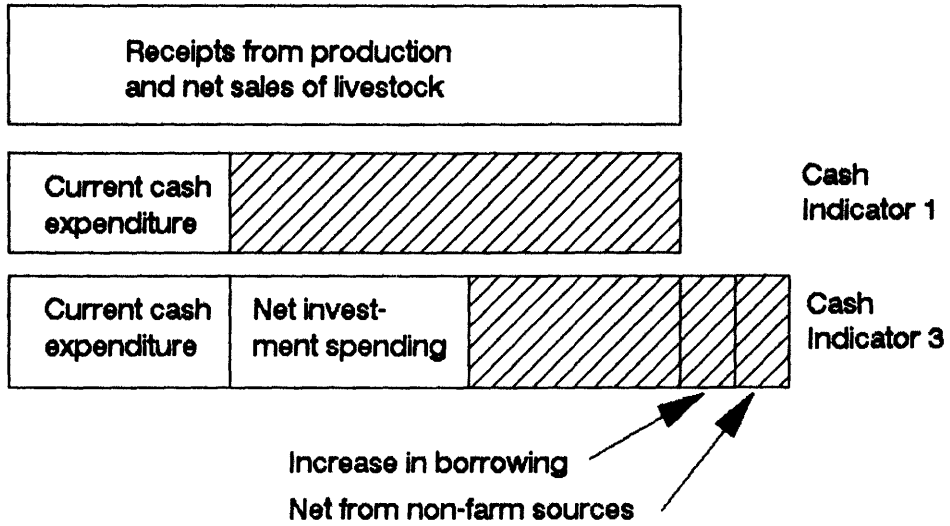 Receipts from production
and net sales of livestock
Current cash
expenditure
Cash
Indicator 1
Current cash
expenditure
Net invest-
ment spending
Cash
Indicator 3
Increase in borrowing
Net from non-farm sources